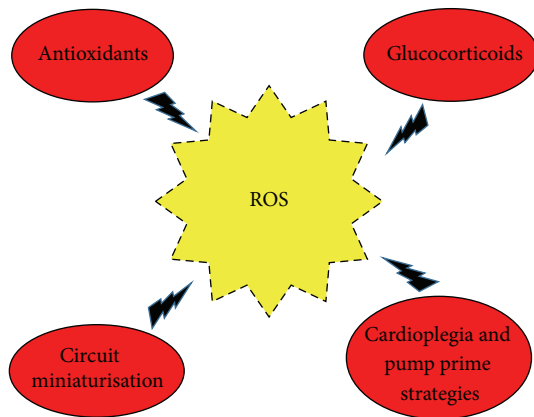 Antioxidants
Glucocorticoids
ROS
Circuit
miniaturisation
Cardioplegia and
pump prime
strategies